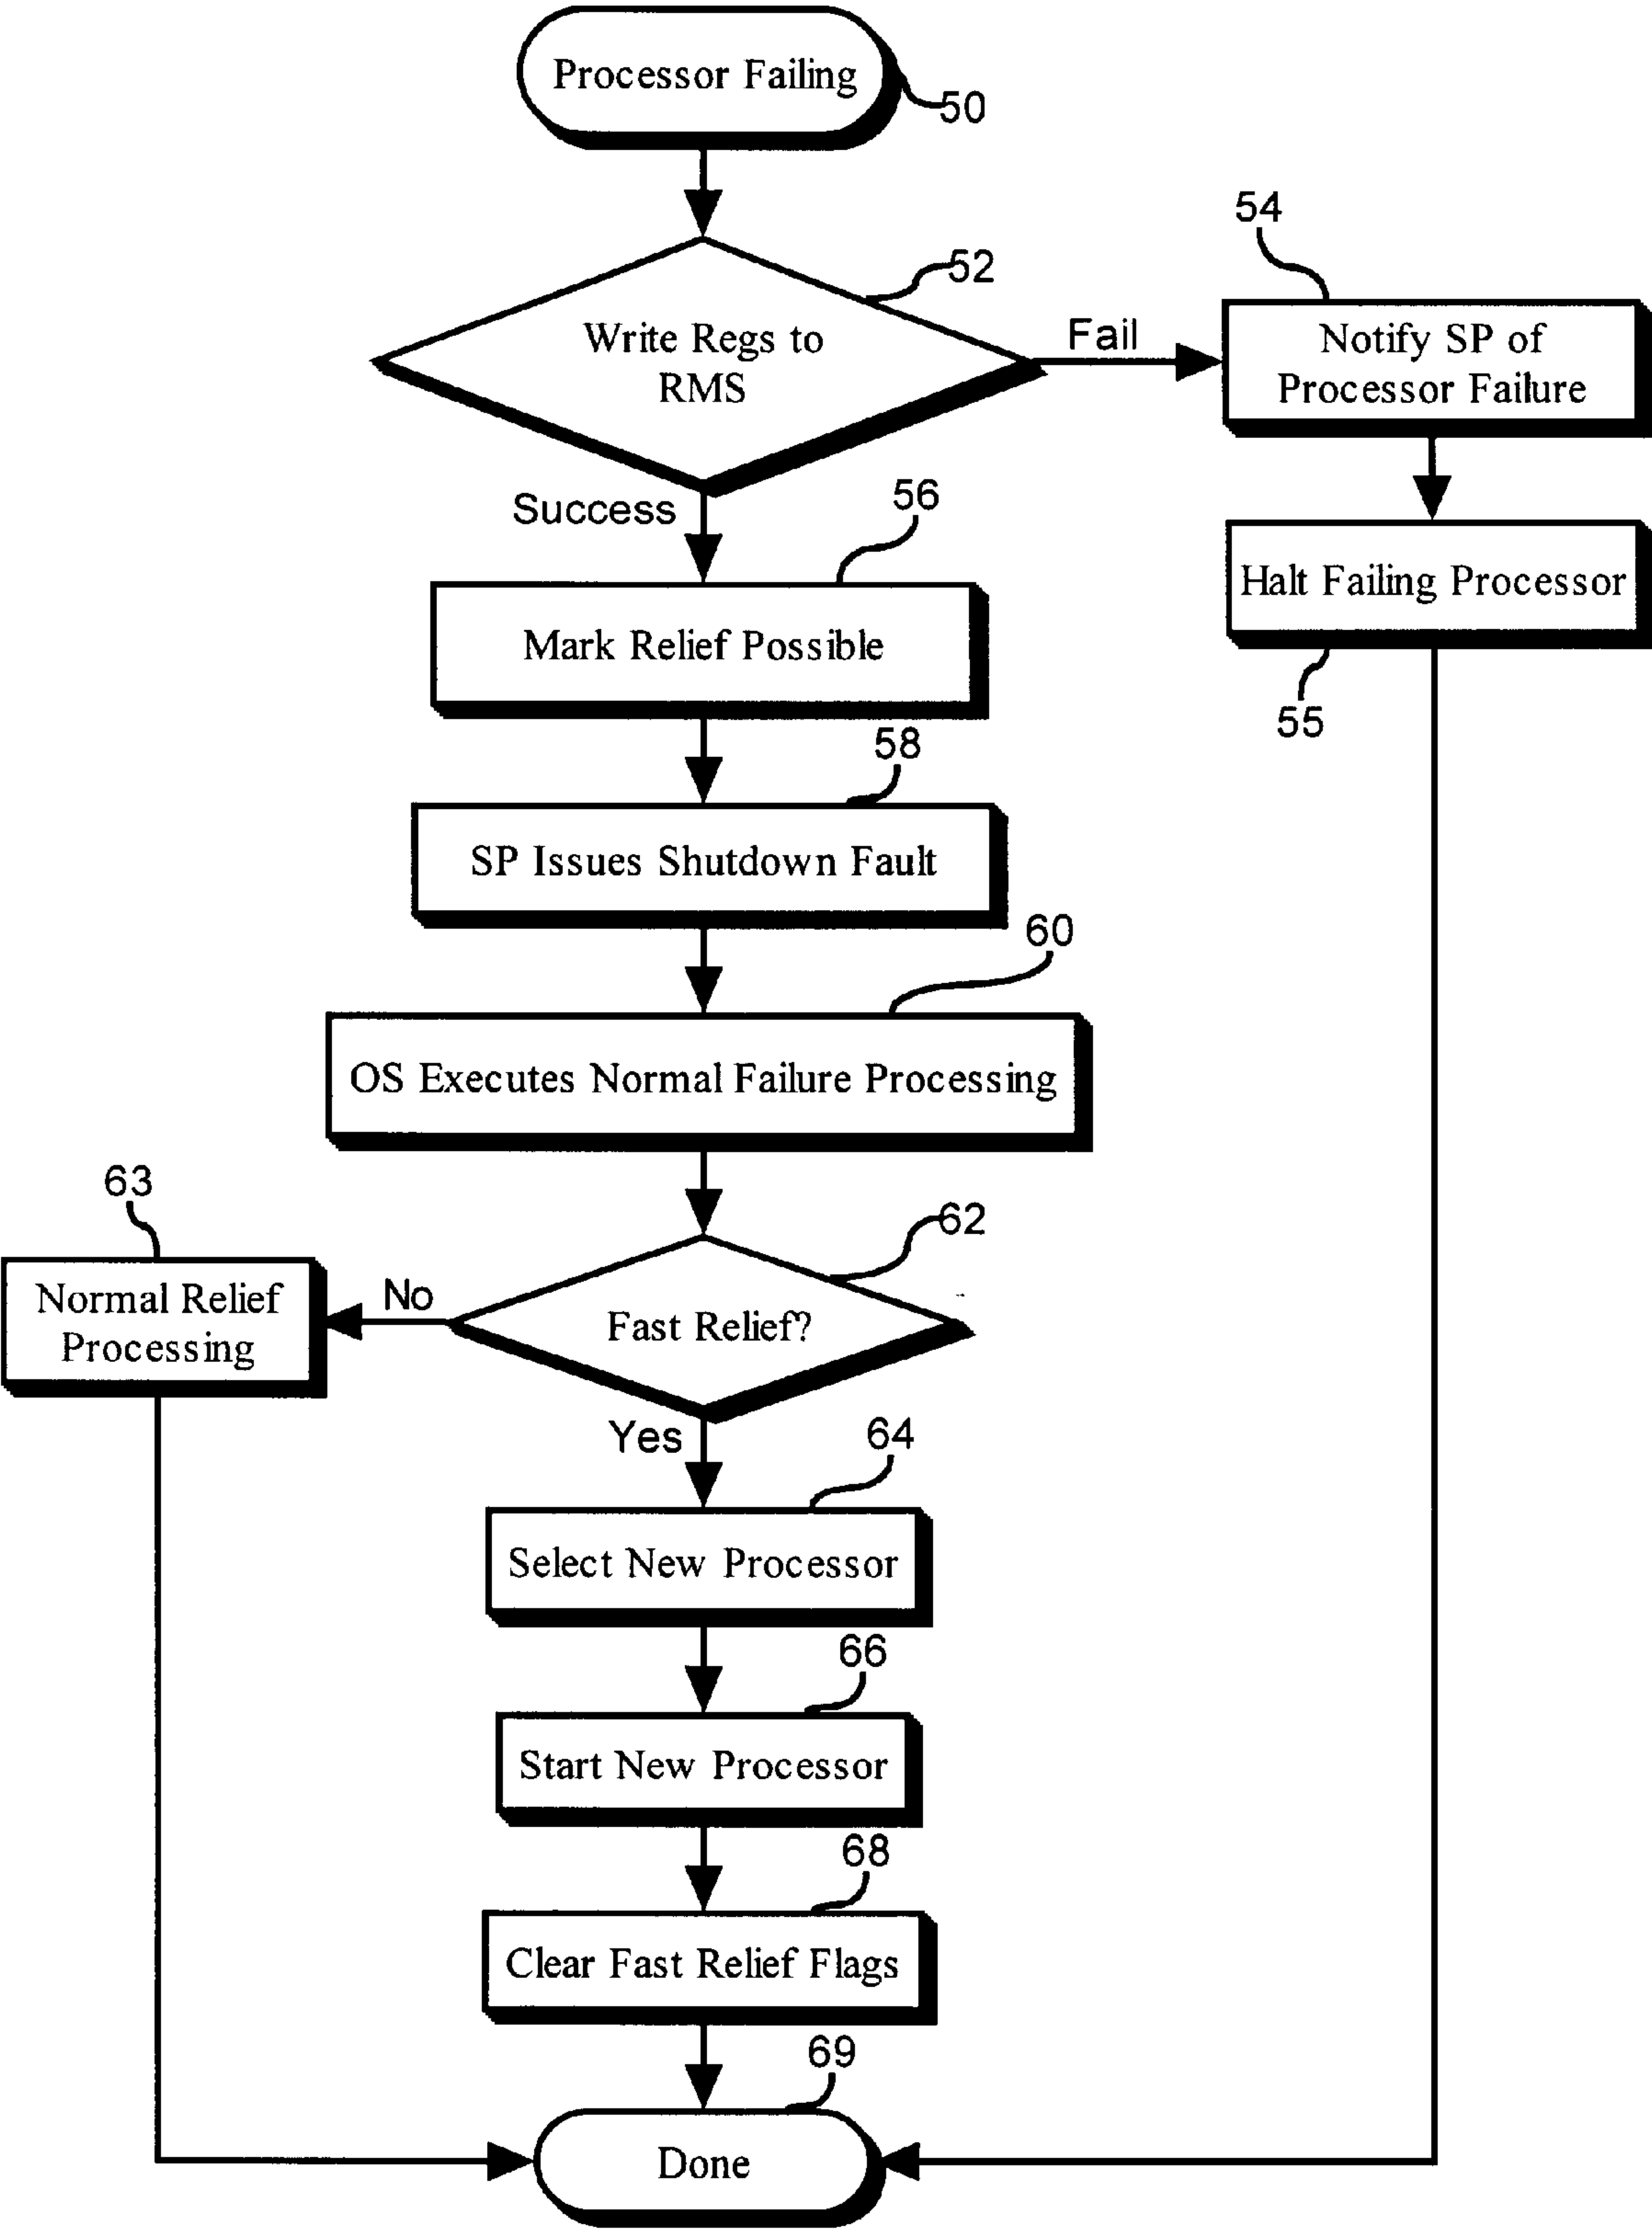 Processor Failing
50
52
Write Regs to
RMS
Fail
54
Notify SP of
Processor Failure
Success
56
Mark Relief Possible
Halt Failing Processor
55
58
SP Issues Shutdown Fault
60
OS Executes Normal Failure Processing
62
Fast Relief?
No
63
Normal Relief
Processing
Yes
64
Select New Processor
66
Start New Processor
68
Clear Fast Relief Flags
69
Done